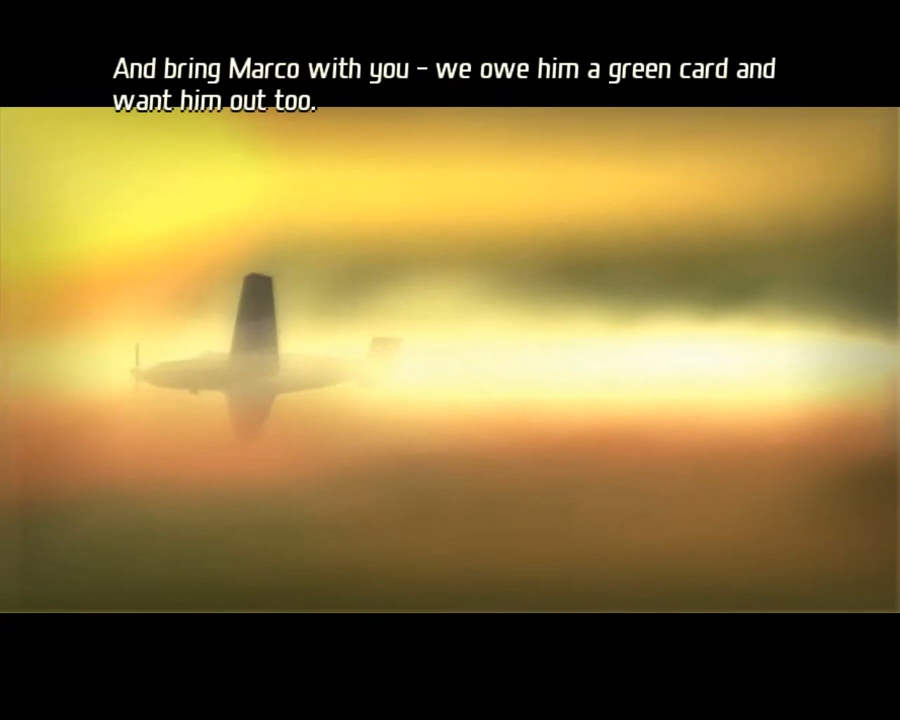 And bring Marco with you - we owe him a green card and
want him out too.